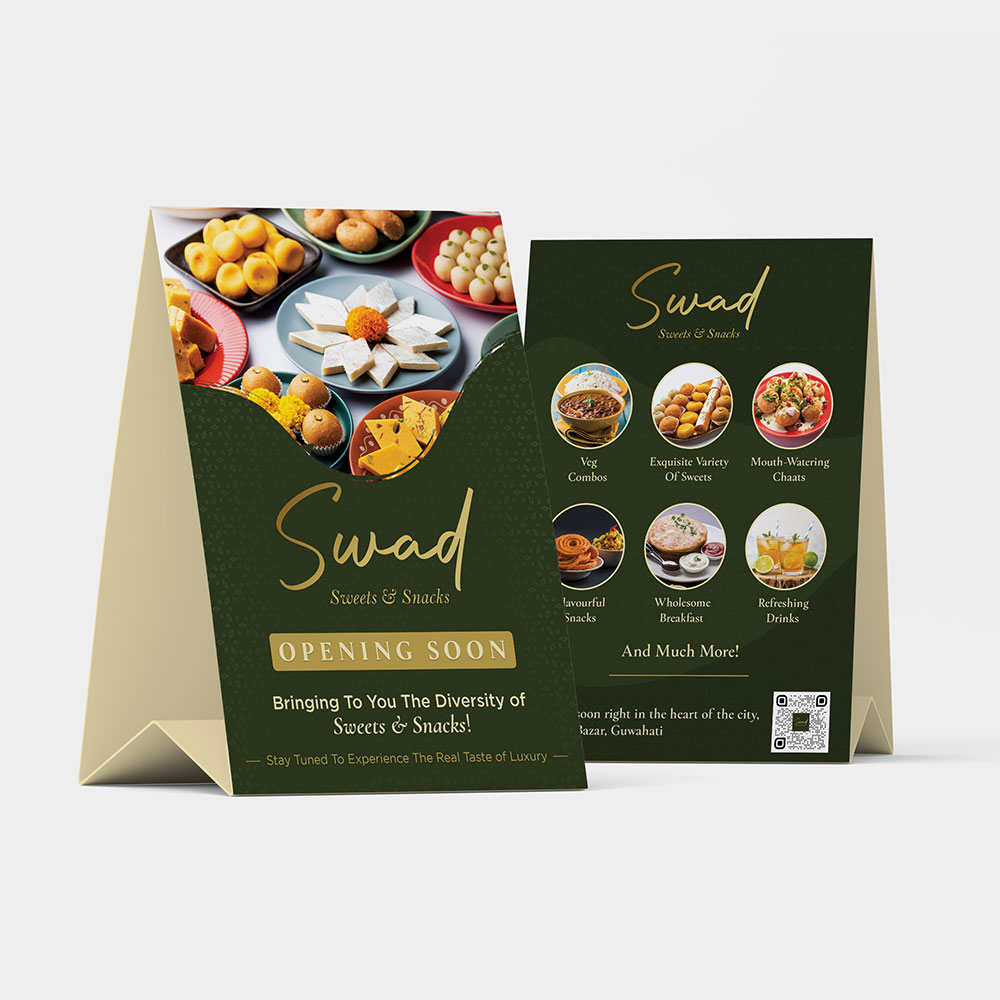 Swad
Sweets & Snacks
OPENING SOON
Bringing To You The Diversity of
Sweets & Snacks!
Stay Tuned To Experience The Real Taste of Luxury
Swad
Sweets & Snacks
Veg
Combos
Exquisite Variety
Of Sweets
Mouth-Watering
Chaats
lavourful
Snacks
Wholesome
Breakfast
Refreshing
Drinks
And Much More!
soon right in the heart of the city,
Bazar, Guwahati